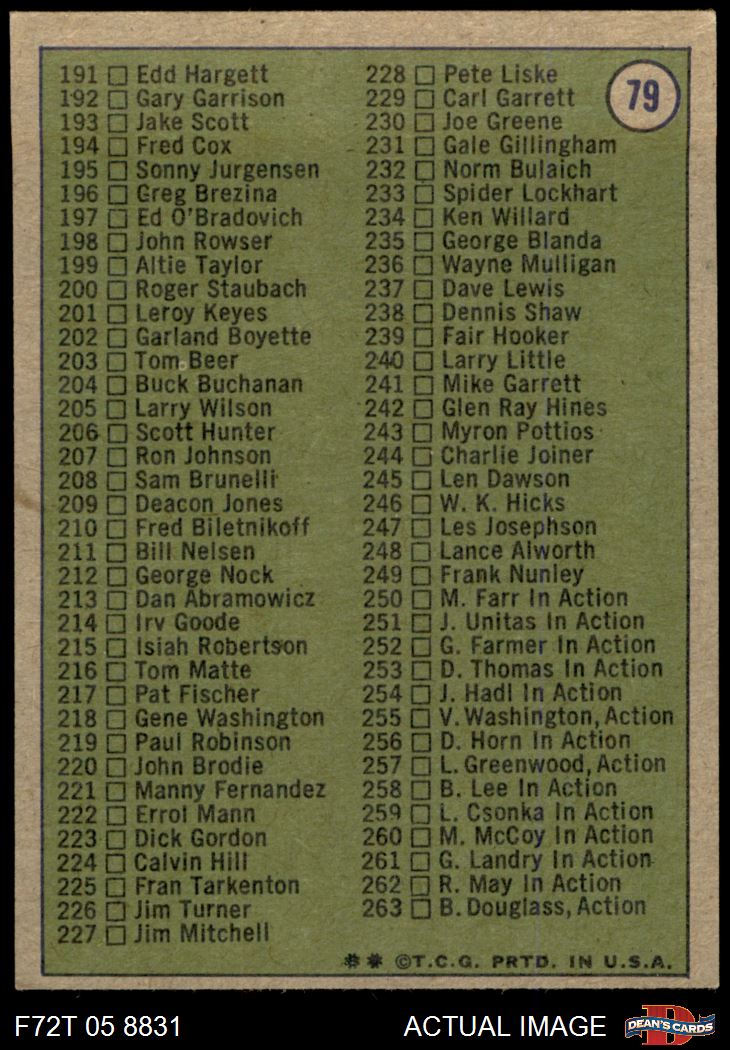 79
191 Edd Hargett
192 Gary Garrison
193 Jake Scott
194 Fred Cox
195 Sonny Jurgensen
196 Greg Brezina
197 Ed O'Bradovich
198 John Rowser
199 Altie Taylor
200 Roger Staubach
201 Leroy Keyes
202 Garland Boyette
203 Tom Beer
204 Buck Buchanan
205 Larry Wilson
206 Scott Hunter
207 Ron Johnson
208 Sam Brunelli
209 Deacon Jones
210 Fred Biletnikoff
211 Bill Nelsen
212 George Nock
213 Dan Abramowicz
214 Irv Goode
215 Isiah Robertson
216 Tom Matte
217 Pat Fischer
218 Gene Washington
219 Paul Robinson
220 John Brodie
221 Manny Fernandez
222 Errol Mann
223 Dick Gordon
224 Calvin Hill
225 Fran Tarkenton
226 Jim Turner
227 Jim Mitchell
228 Pete Liske
229 Carl Garrett
230 Joe Greene
231 Gale Gillingham
232 Norm Bulaich
233 Spider Lockhart
234 Ken Willard
235 George Blanda
236 Wayne Mulligan
237 Dave Lewis
238 Dennis Shaw
239 Fair Hooker
240 Larry Little
241 Mike Garrett
242 Glen Ray Hines
243 Myron Pottios
244 Charlie Joiner
245 Len Dawson
246 W. K. Hicks
247 Les Josephson
248 Lance Alworth
249 Frank Nunley
250 M. Farr In Action
251 J. Unitas In Action
252 G. Farmer In Action
253 D. Thomas In Action
254 J. Hadl In Action
255 V. Washington, Action
256 D. Horn In Action
257 L. Greenwood, Action
258 B. Lee In Action
259 L. Csonka In Action
260 M. McCoy In Action
261 G. Landry In Action
262 R. May In Action
263 B. Douglass, Action
** ©T.C.G. PRTD. IN U.S.A.
F72T 05 8831
ACTUAL IMAGE
D
DEAN'S CARDS